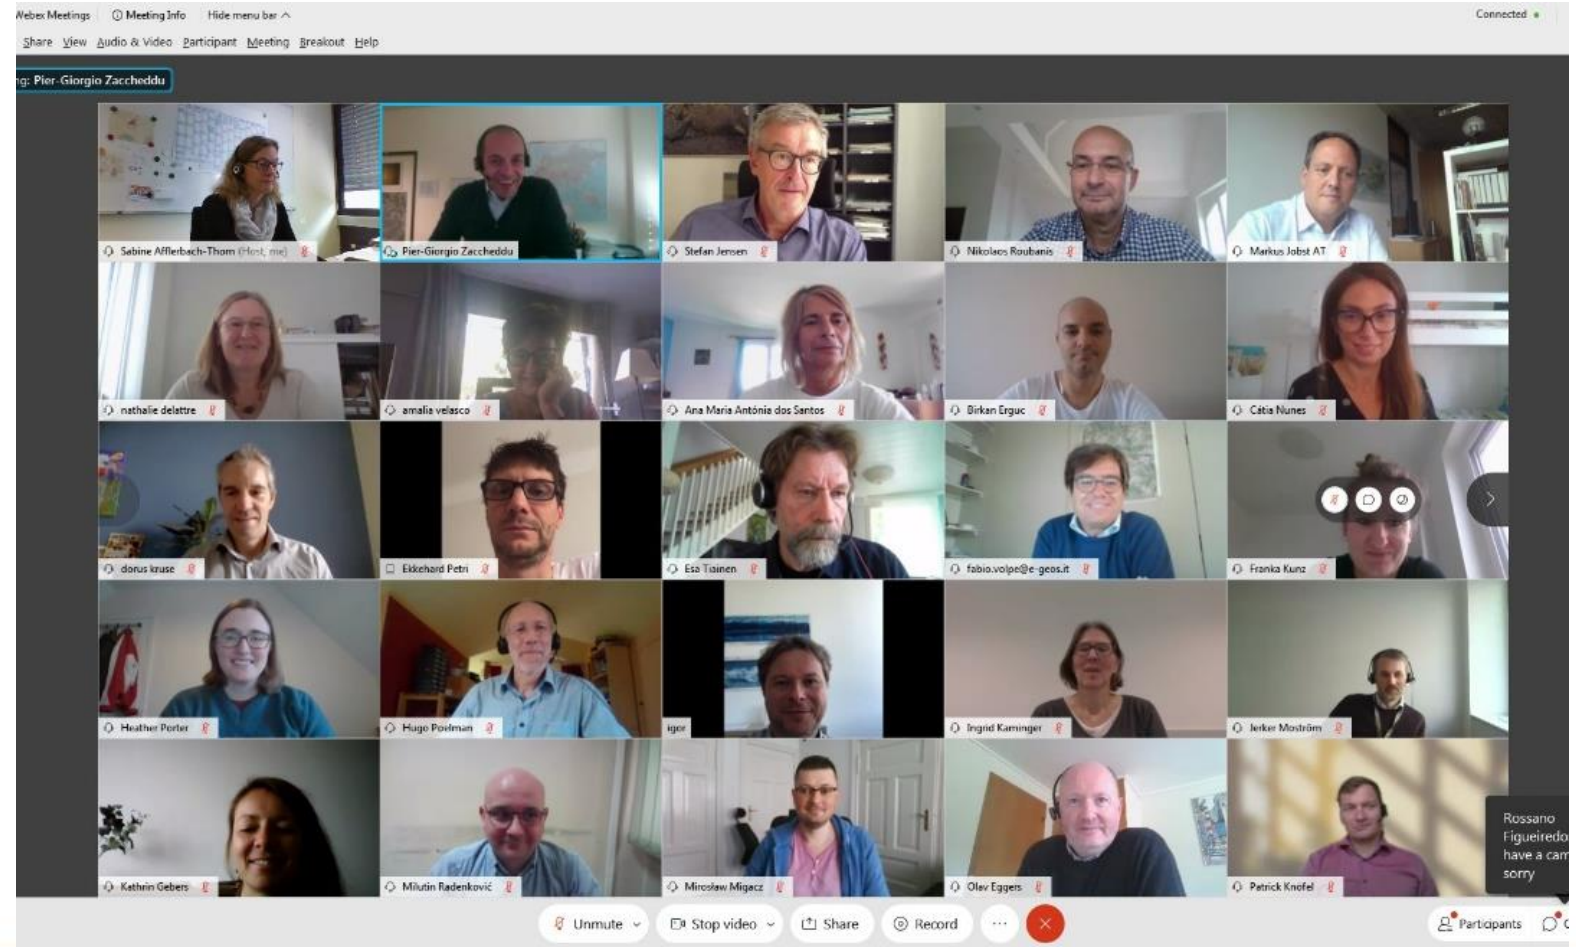 Webex Meetings Meeting Info Hide menu bar Connected
Share View Audio & Video Participant Meeting Breakout Help
ng: Pier-Giorgio Zaccheddu
Sabine Afflerbach-Thom (Host, me) Pier-Giorgio Zaccheddu Stefan Jensen Nikolaos Roubanis Markus Jobst AT
nathalie delattre amalia velasco Ana Maria Antónia dos Santos Birkan Erguc Cátia Nunes
dorus kruse Ekkehard Petri Esa Tiainen fabio.volpe@e-geos.it Franka Kunz
Heather Porter Hugo Poelman igor Ingrid Kaminger Jerker Moström
Kathrin Gebers Milutin Radenković Mirosław Migacz Olav Eggers Patrick Knöfel
Rossano
Figueiredo
have a cam
sorry
Unmute Stop video Share Record Participants